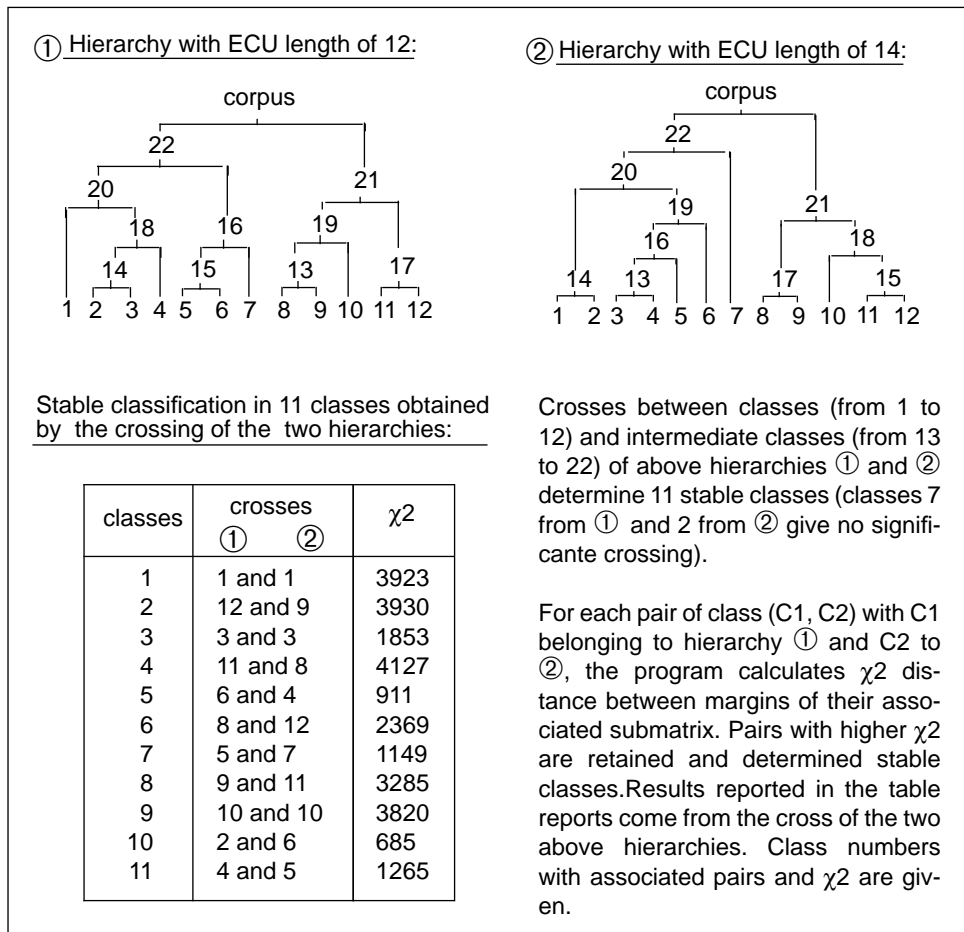 ① Hierarchy with ECU length of 12:
corpus
22
20
21
18
16
19
14
15
13
17
1 2 3 4 5 6 7 8 9 10 11 12
② Hierarchy with ECU length of 14:
corpus
22
20
19
21
16
18
14
13
17
15
1 2 3 4 5 6 7 8 9 10 11 12
Stable classification in 11 classes obtained
by the crossing of the two hierarchies:
classes crosses χ2
① ②
1 1 and 1 3923
2 12 and 9 3930
3 3 and 3 1853
4 11 and 8 4127
5 6 and 4 911
6 8 and 12 2369
7 5 and 7 1149
8 9 and 11 3285
9 10 and 10 3820
10 2 and 6 685
11 4 and 5 1265
Crosses between classes (from 1 to
12) and intermediate classes (from 13
to 22) of above hierarchies ① and ②
determine 11 stable classes (classes 7
from ① and 2 from ② give no signifi-
cante crossing).
For each pair of class (C1, C2) with C1
belonging to hierarchy ① and C2 to
②, the program calculates χ2 dis-
tance between margins of their asso-
ciated submatrix. Pairs with higher χ2
are retained and determined stable
classes.Results reported in the table
reports come from the cross of the two
above hierarchies. Class numbers
with associated pairs and χ2 are giv-
en.